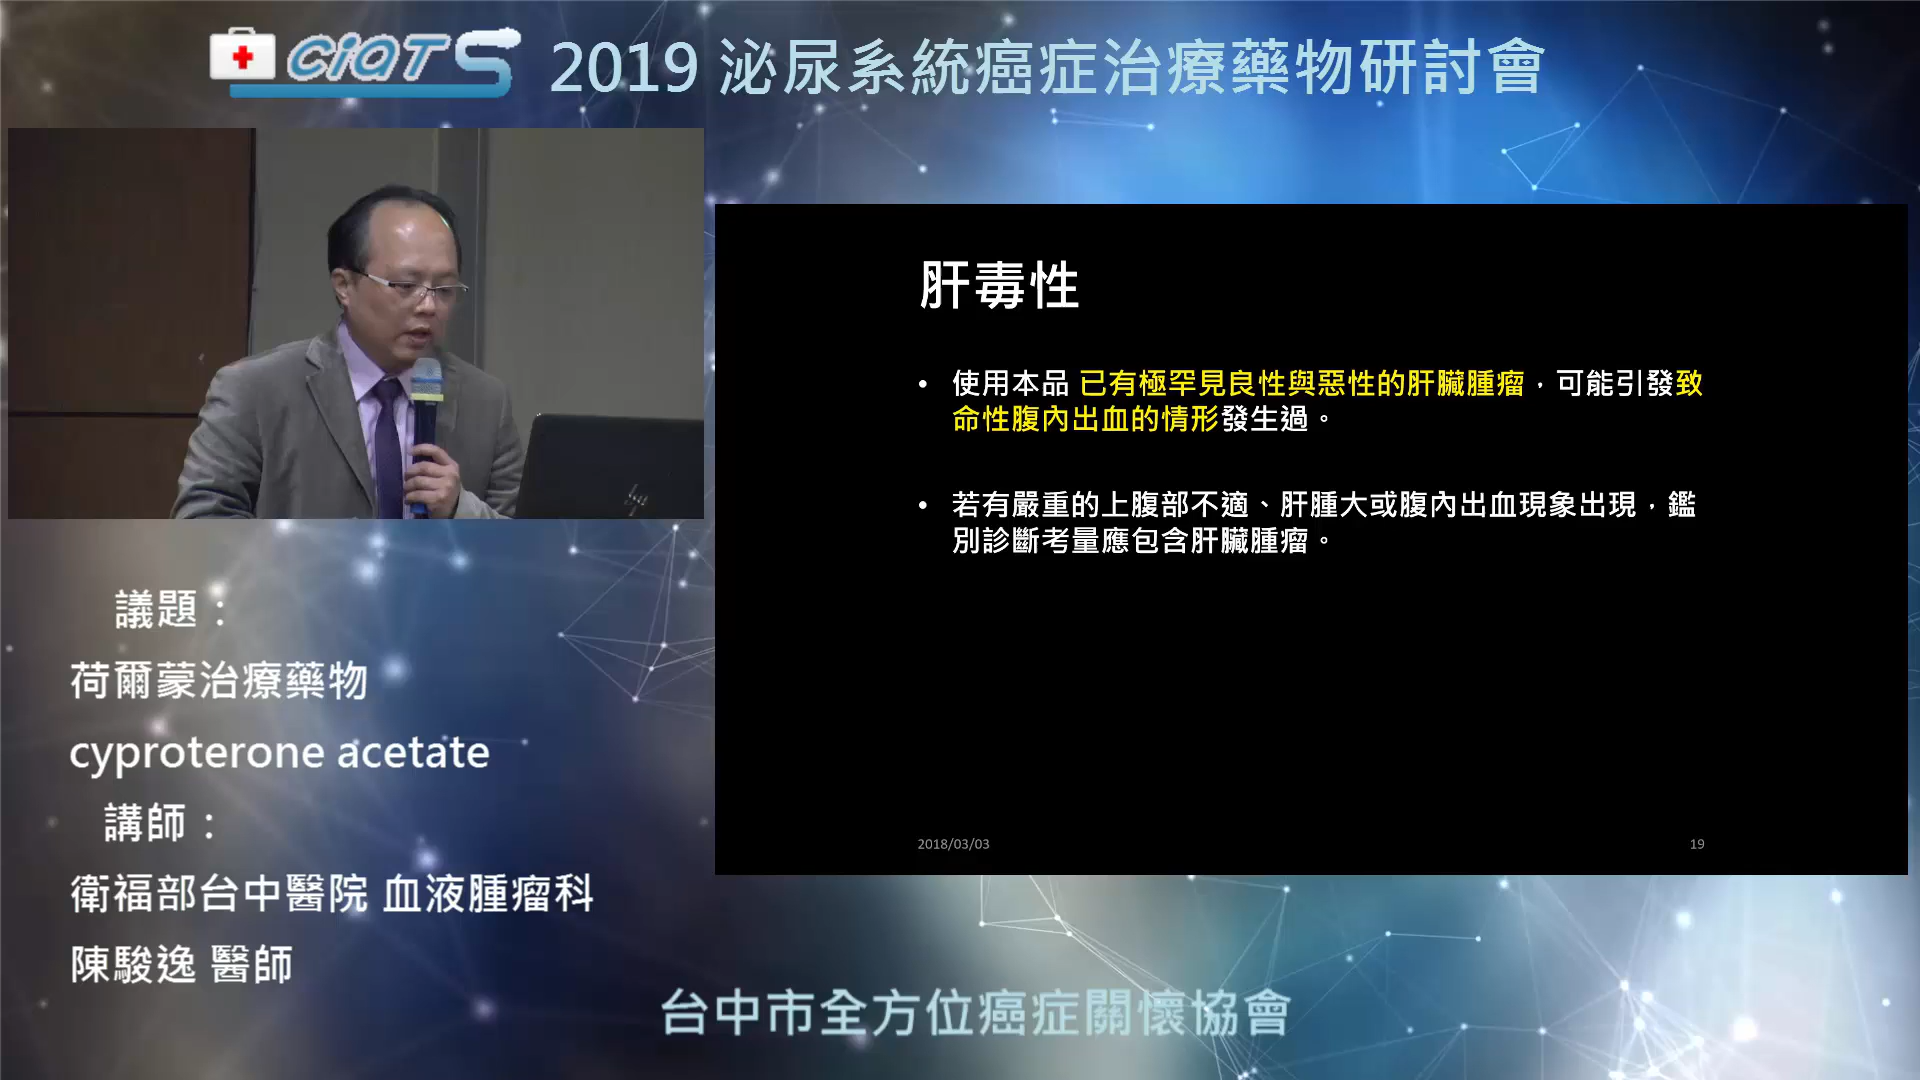 CiQTS 2019 泌尿系統癌症治療藥物研討會
肝毒性
• 使用本品 已有極罕見良性與惡性的肝臟腫瘤，可能引發致
命性腹內出血的情形發生過。
• 若有嚴重的上腹部不適、肝腫大或腹內出血現象出現，鑑
別診斷考量應包含肝臟腫瘤。
2018/03/03
19
hp
議題：
荷爾蒙治療藥物
cyproterone acetate
講師：
衛福部台中醫院 血液腫瘤科
陳駿逸 醫師
台中市全方位癌症關懷協會